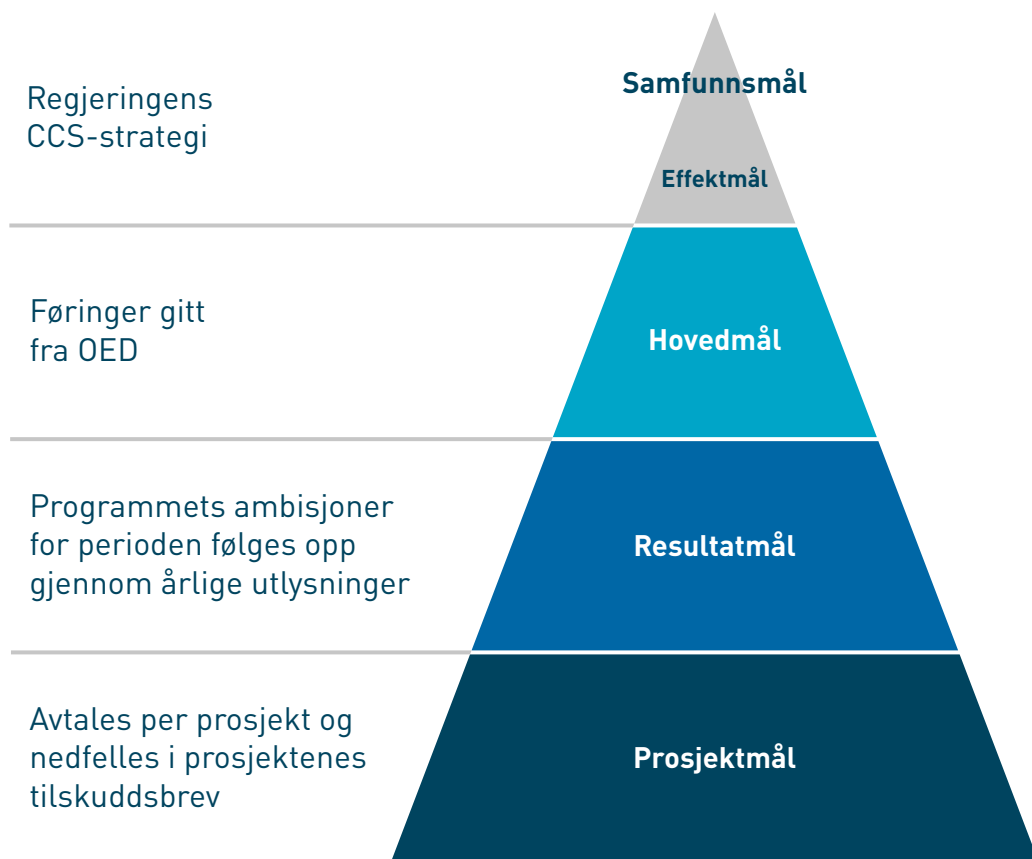 Samfunnsmål
Regjeringens
CCS-strategi
Effektmål
Føringer gitt
fra OED
Hovedmål
Programmets ambisjoner
for perioden følges opp
gjennom årlige utlysninger
Resultatmål
Avtales per prosjekt og
nedfelles i prosjektenes
tilskuddsbrev
Prosjektmål